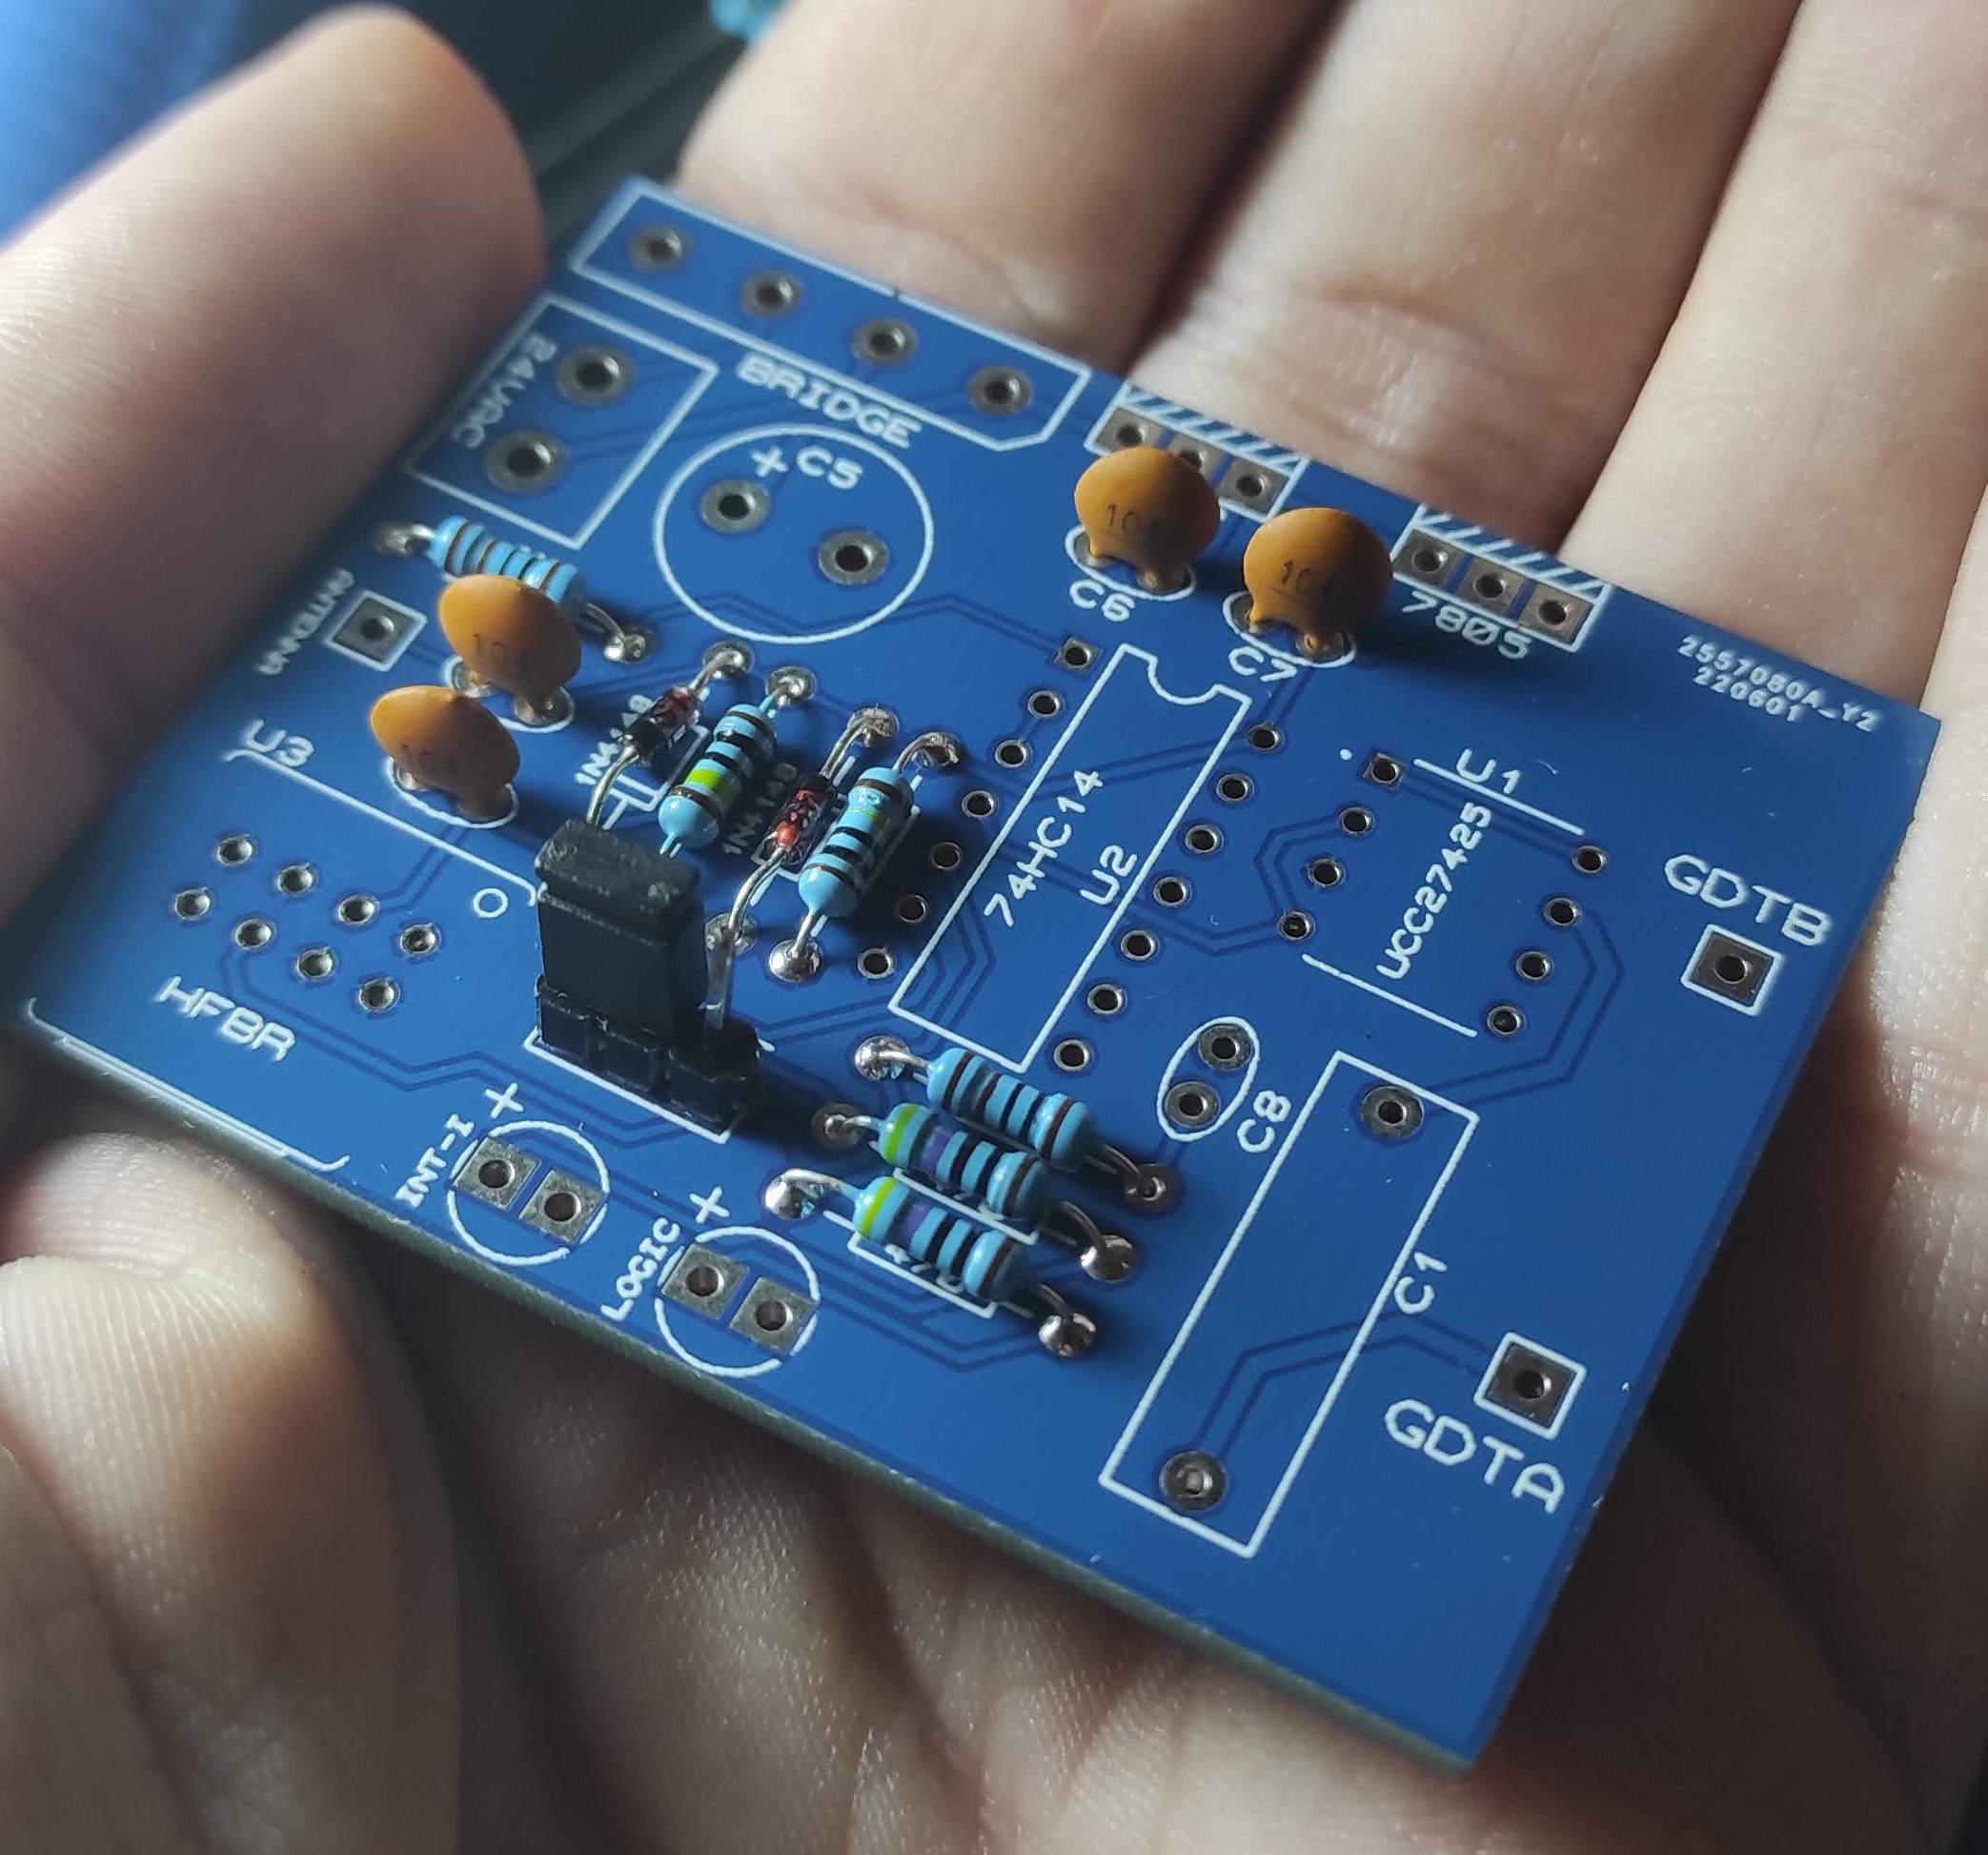 BRIDGE
24VAC
+ C5
104
C6
104
C7
7805
2557080A_Y2
220601
ANTENNA
104
104
U3
1N4148
1N4148
74HC14
U2
U1
UCC27425
GDTB
HFBR
INT-I +
LOGIC +
C8
C1
GDTA